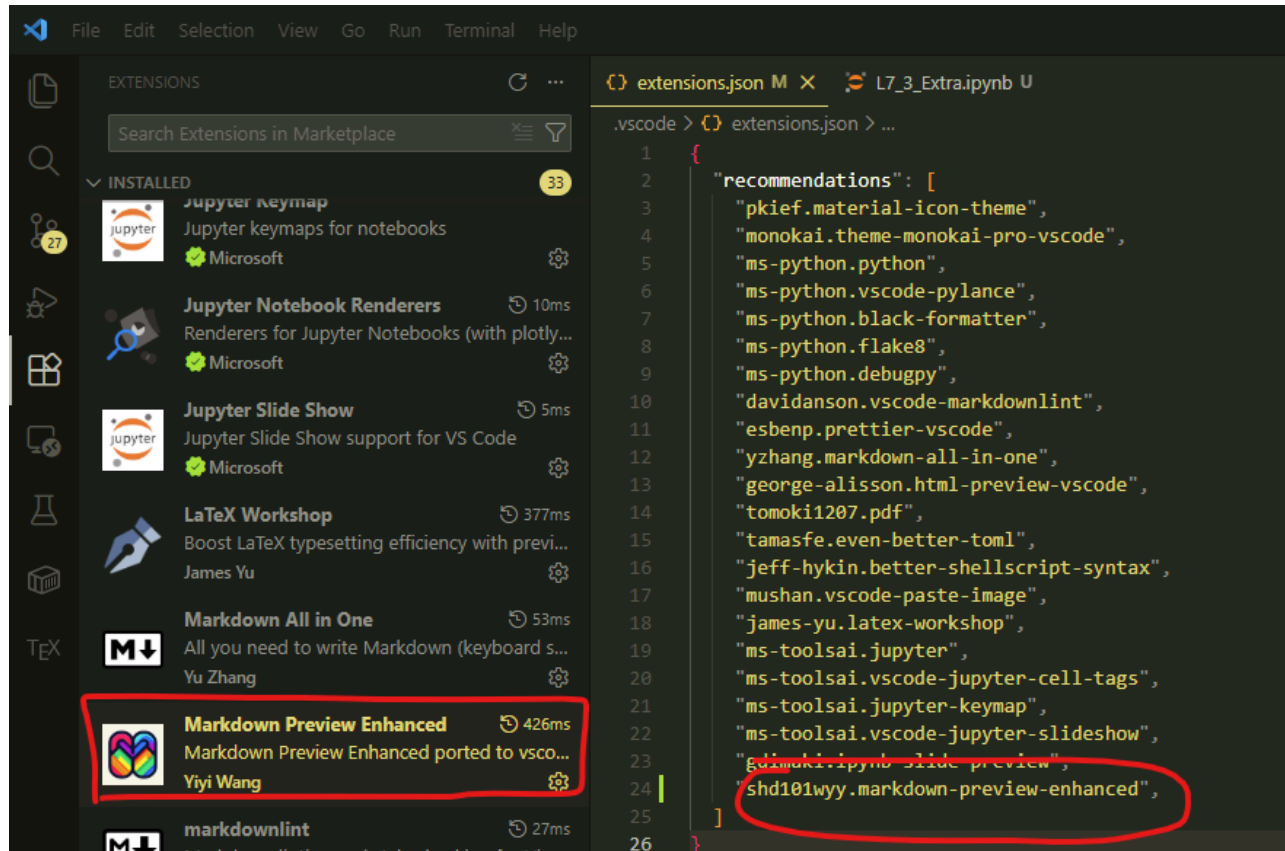 File Edit Selection View Go Run Terminal Help
EXTENSIONS
Search Extensions in Marketplace
INSTALLED 33
27
Jupyter Keymap
jupyter
Jupyter keymaps for notebooks
Microsoft
Jupyter Notebook Renderers 10ms
Renderers for Jupyter Notebooks (with plotly...
Microsoft
Jupyter Slide Show 5ms
jupyter
Jupyter Slide Show support for VS Code
Microsoft
LaTeX Workshop 377ms
Boost LaTeX typesetting efficiency with previ...
James Yu
Markdown All in One 53ms
All you need to write Markdown (keyboard s...
Yu Zhang
TEX
M
Markdown Preview Enhanced 426ms
Markdown Preview Enhanced ported to vsco...
Yiyi Wang
markdownlint 27ms
M
extensions.json M L7_3_Extra.ipynb U
.vscode > {} extensions.json > ...
1 {
2 "recommendations": [
3 "pkief.material-icon-theme",
4 "monokai.theme-monokai-pro-vscode",
5 "ms-python.python",
6 "ms-python.vscode-pylance",
7 "ms-python.black-formatter",
8 "ms-python.flake8",
9 "ms-python.debugpy",
10 "davidanson.vscode-markdownlint",
11 "esbenp.prettier-vscode",
12 "yzhang.markdown-all-in-one",
13 "george-alisson.html-preview-vscode",
14 "tomoki1207.pdf",
15 "tamasfe.even-better-toml",
16 "jeff-hykin.better-shellscript-syntax",
17 "mushan.vscode-paste-image",
18 "james-yu.latex-workshop",
19 "ms-toolsai.jupyter",
20 "ms-toolsai.vscode-jupyter-cell-tags",
21 "ms-toolsai.jupyter-keymap",
22 "ms-toolsai.vscode-jupyter-slideshow",
23 "gdimaki.ipynb-slide-preview",
24 "shd101wyy.markdown-preview-enhanced",
25 ]
26 }